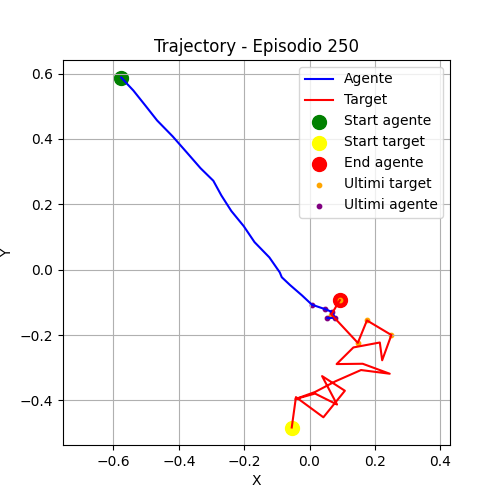 Trajectory - Episodio 250
Agente
Target
Start agente
Start target
End agente
Ultimi target
Ultimi agente
Y
0.6
0.4
0.2
0.0
−0.2
−0.4
−0.6 −0.4 −0.2 0.0 0.2 0.4
X